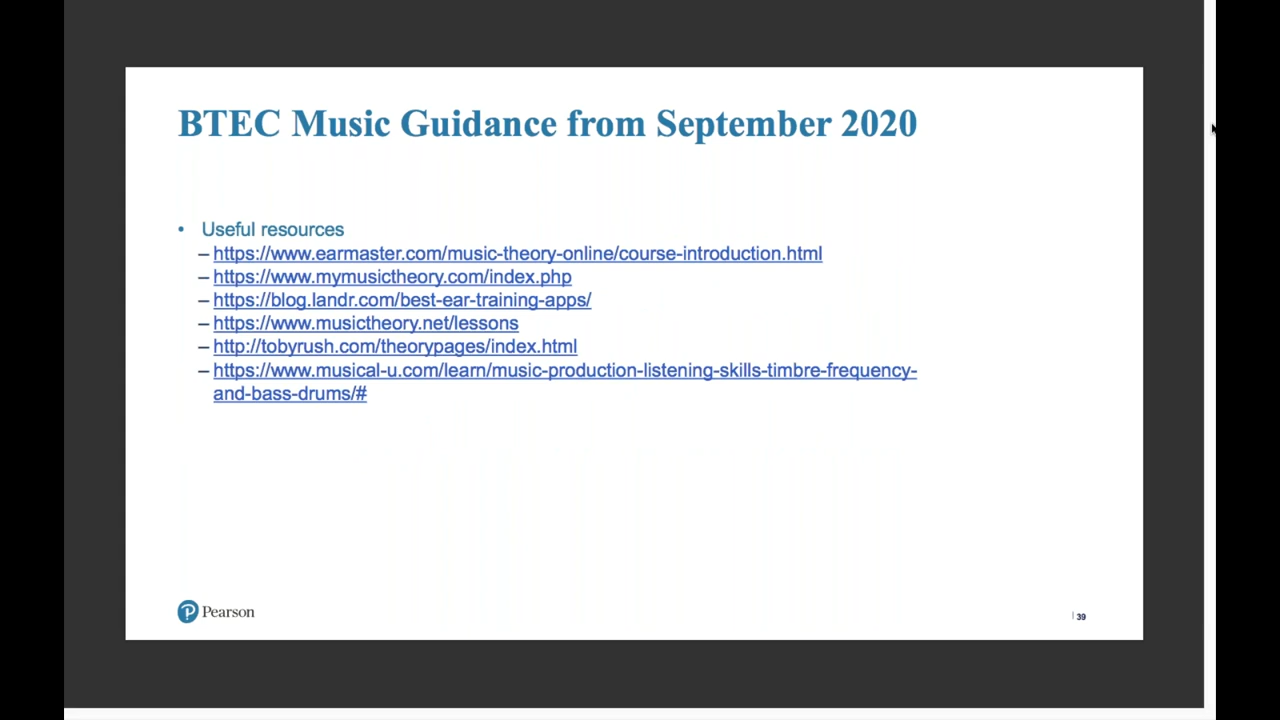 BTEC Music Guidance from September 2020
• Useful resources
– https://www.earmaster.com/music-theory-online/course-introduction.html
– https://www.mymusictheory.com/index.php
– https://blog.landr.com/best-ear-training-apps/
– https://www.musictheory.net/lessons
– http://tobyrush.com/theorypages/index.html
– https://www.musical-u.com/learn/music-production-listening-skills-timbre-frequency-
and-bass-drums/#
Pearson
39